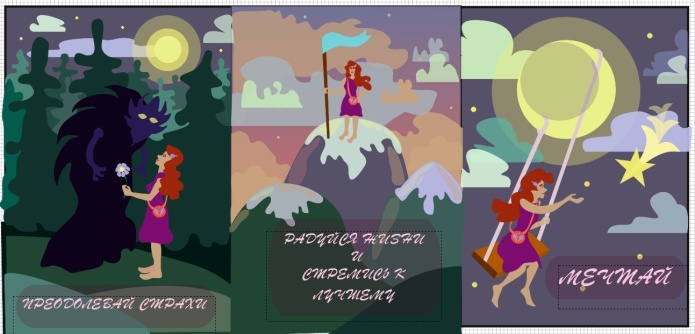 ПРЕОДОЛЕВАЙ СТРАХИ
РАДУЙСЯ ЖИЗНИ
И
СТРЕМИСЬ К
ЛУЧШЕМУ
МЕЧТАЙ